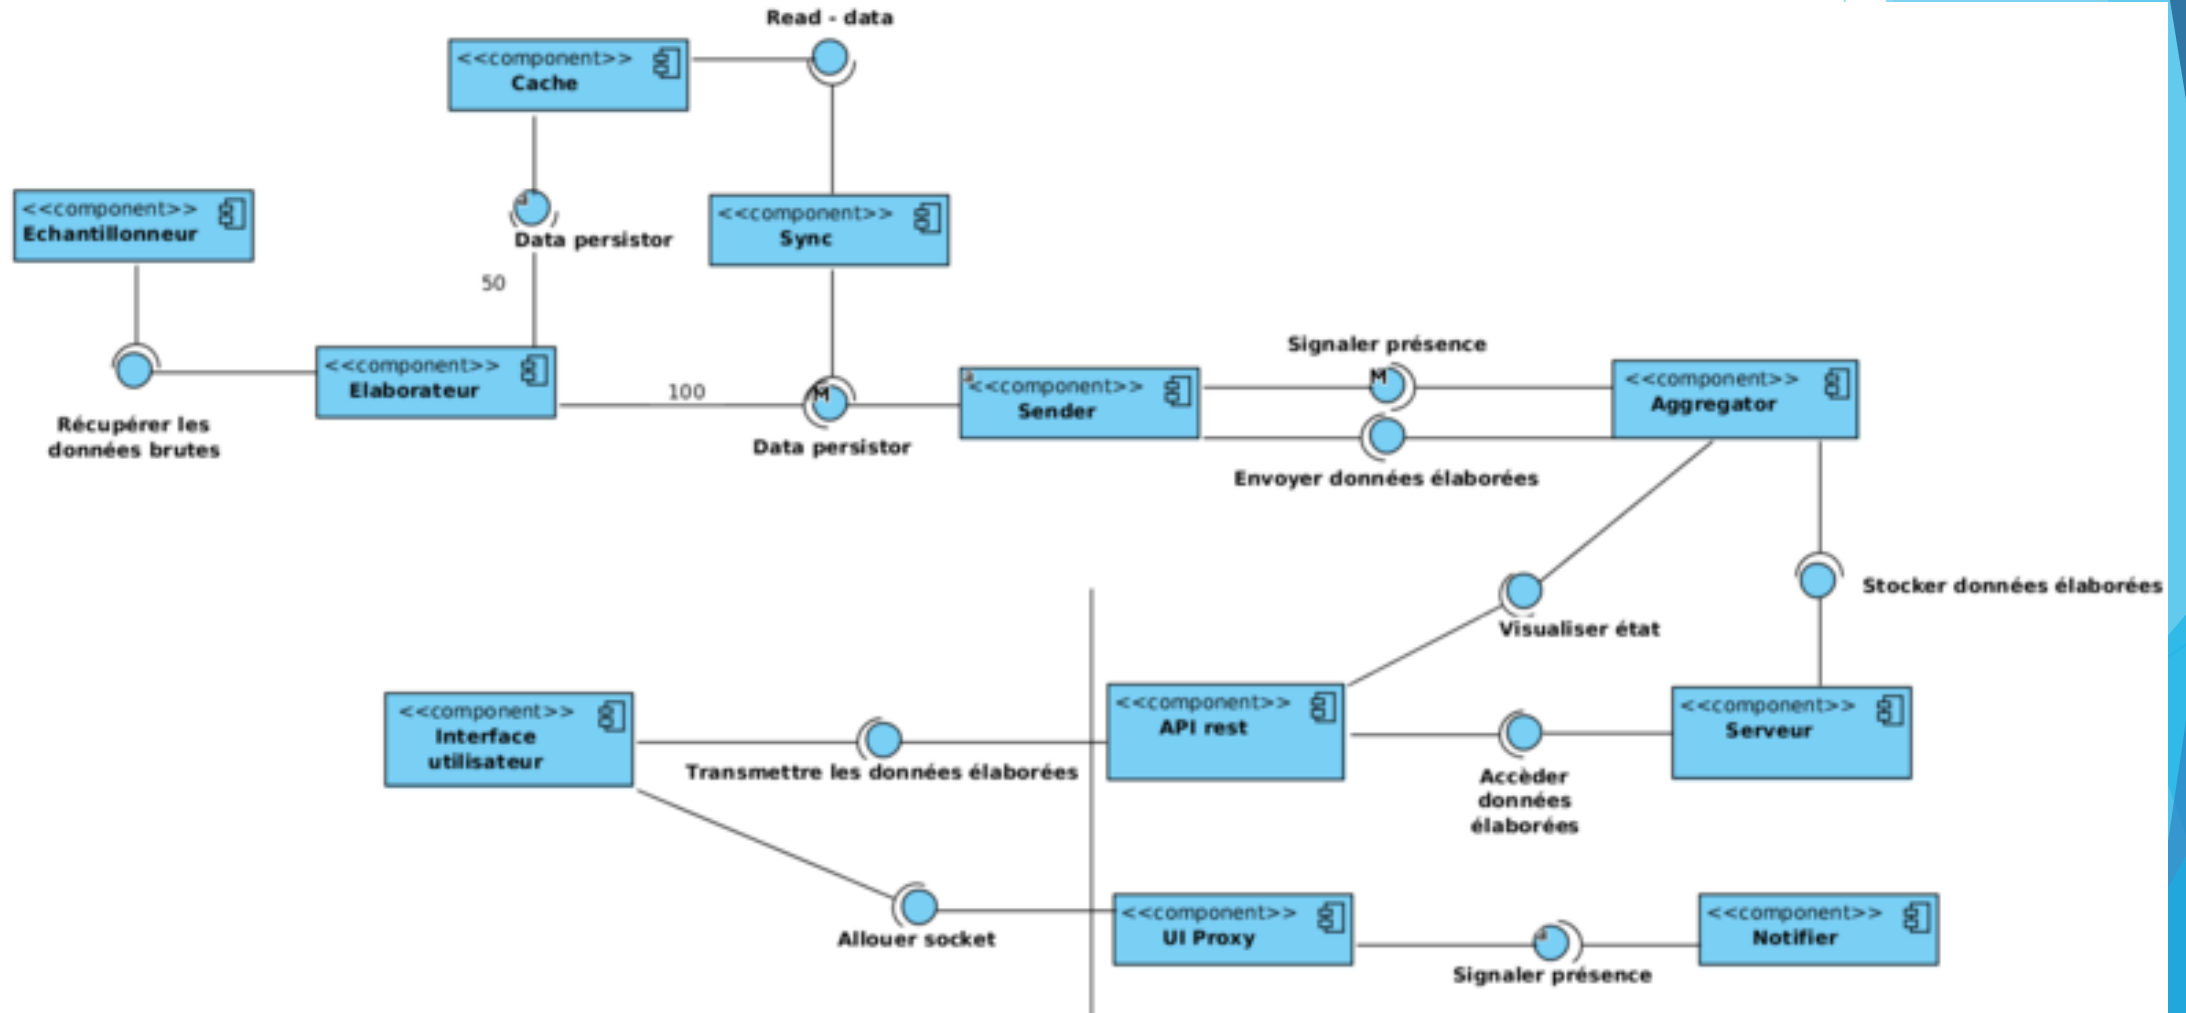 Read - data
<<component>>
Cache
<<component>>
Echantillonneur
a
Data persistor
<<component>>
Sync
50
<<component>>
Elaborateur
100
Récupérer les
données brutes
M
Data persistor
a
<<component>>
Sender
Signaler présence
M
Envoyer données élaborées
<<component>>
Aggregator
Visualiser état
Stocker données élaborées
<<component>>
Interface
utilisateur
Transmettre les données élaborées
<<component>>
API rest
Accèder
données
élaborées
<<component>>
Serveur
Allouer socket
<<component>>
UI Proxy
a
Signaler présence
<<component>>
Notifier